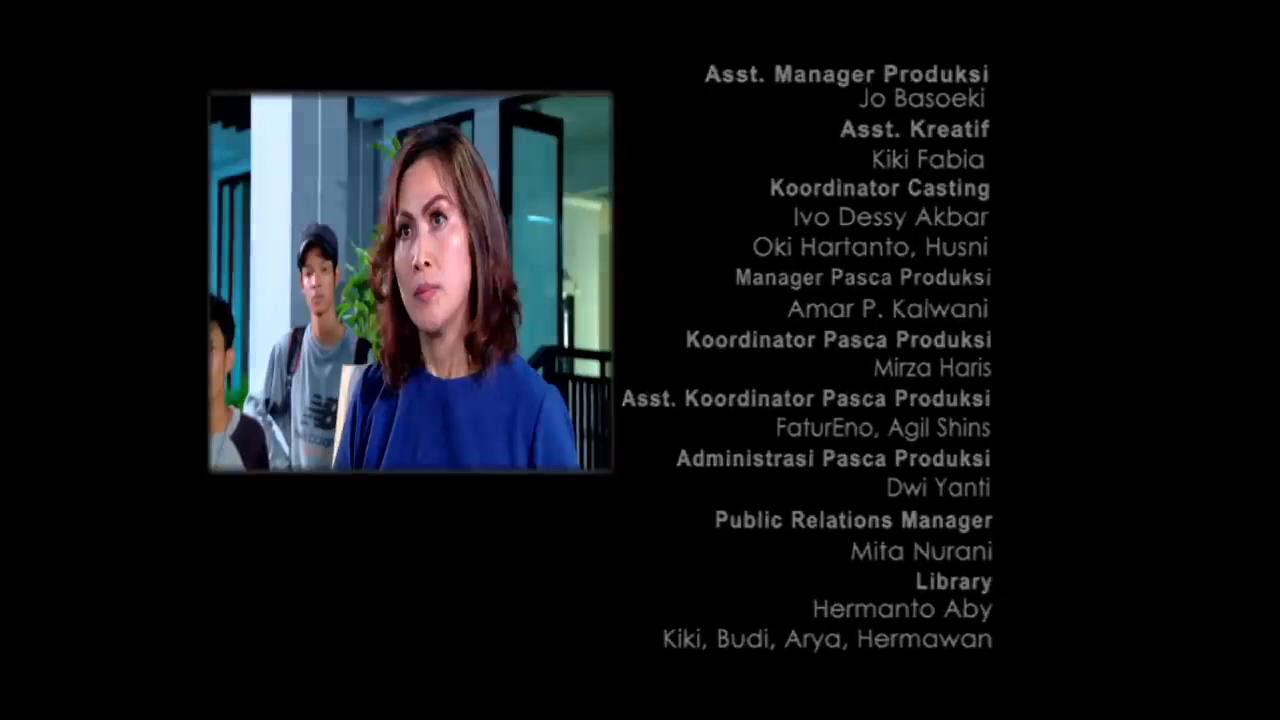 Asst. Manager Produksi
Jo Basoeki
Asst. Kreatif
Kiki Fabia
Koordinator Casting
Ivo Dessy Akbar
Oki Hartanto, Husni
Manager Pasca Produksi
Amar P. Kalwani
Koordinator Pasca Produksi
Mirza Haris
Asst. Koordinator Pasca Produksi
FaturEno, Agil Shins
Administrasi Pasca Produksi
Dwi Yanti
Public Relations Manager
Mita Nurani
Library
Hermanto Aby
Kiki, Budi, Arya, Hermawan